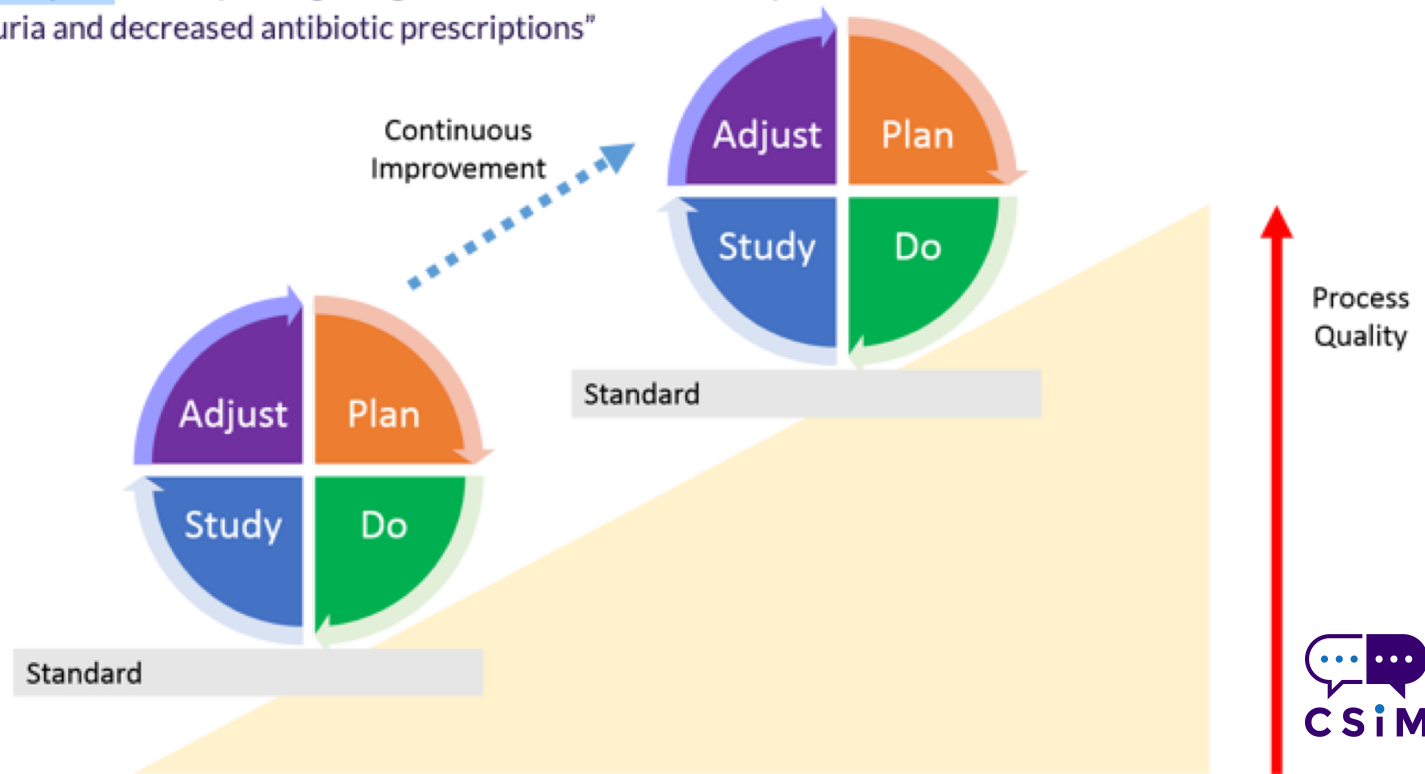 uria and decreased antibiotic prescriptions”
Continuous
Improvement
Adjust
Plan
Study
Do
Standard
Process
Quality
Adjust
Plan
Study
Do
Standard
CSiM